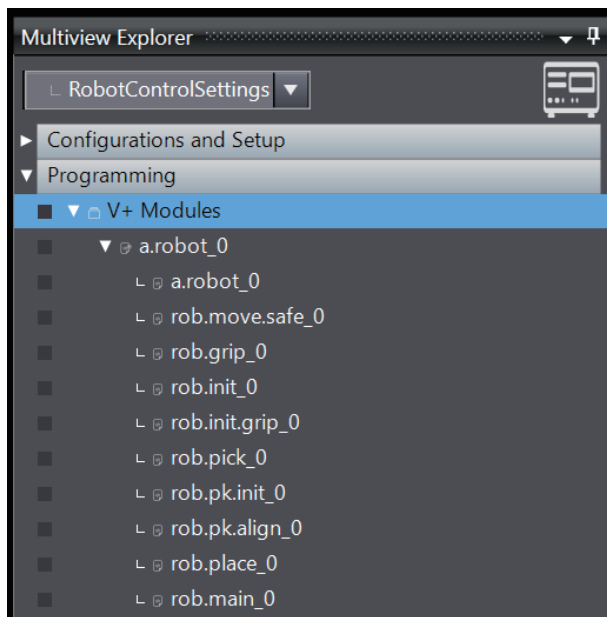 Multiview Explorer
RobotControlSettings
Configurations and Setup
Programming
V+ Modules
a.robot_0
a.robot_0
rob.move.safe_0
rob.grip_0
rob.init_0
rob.init.grip_0
rob.pick_0
rob.pk.init_0
rob.pk.align_0
rob.place_0
rob.main_0